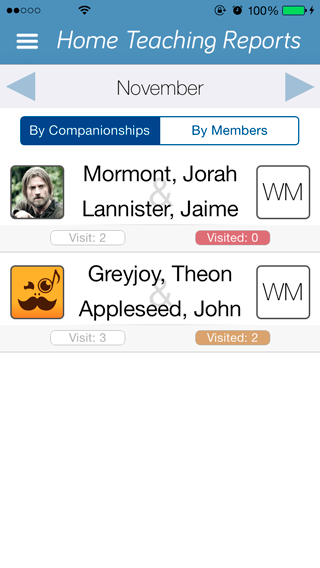 100%
Home Teaching Reports
November
By Companionships By Members
Mormont, Jorah
&
WM
Lannister, Jaime
Visit: 2 Visited: 0
Greyjoy, Theon
&
WM
Appleseed, John
Visit: 3 Visited: 2